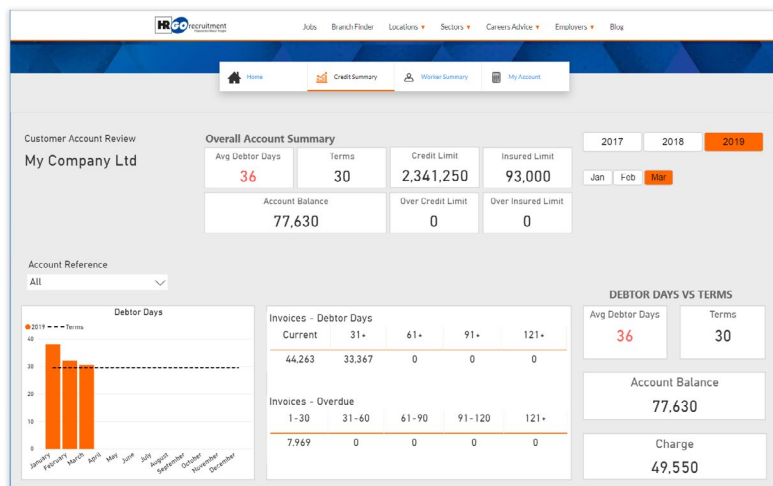 HR GO recruitment
Jobs Branch Finder Locations Sectors Careers Advice Employers Blog
Home Credit Summary Worker Summary My Account
Customer Account Review
My Company Ltd
Overall Account Summary
Avg Debtor Days Terms Credit Limit Insured Limit
36 30 2,341,250 93,000
Account Balance Over Credit Limit Over Insured Limit
77,630 0 0
2017 2018 2019
Jan Feb Mar
Account Reference
All
Debtor Days
2019 Terms
40
30
20
10
0
January February March April May June July August September October November December
Invoices - Debtor Days
Current 31+ 61+ 91+ 121+
44,263 33,367 0 0 0
Invoices - Overdue
1-30 31-60 61-90 91-120 121+
7,969 0 0 0 0
DEBTOR DAYS VS TERMS
Avg Debtor Days Terms
36 30
Account Balance
77,630
Charge
49,550